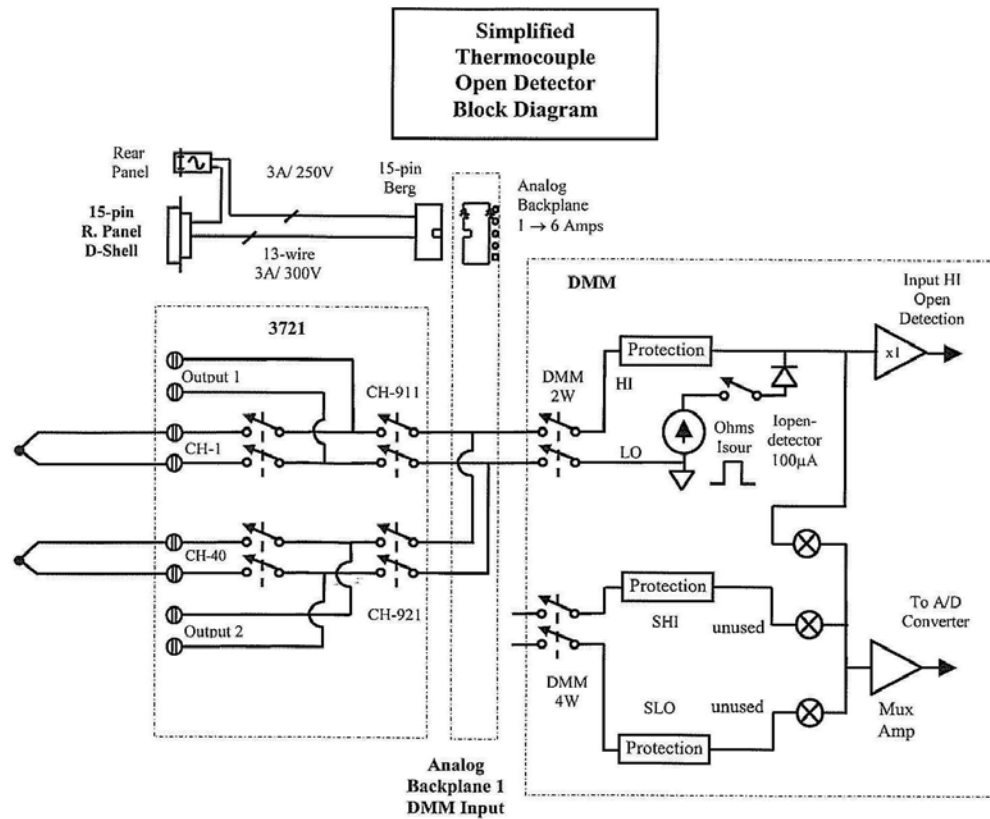 Simplified
Thermocouple
Open Detector
Block Diagram
Rear
Panel
3A/ 250V
15-pin
Berg
Analog
Backplane
1 → 6 Amps
15-pin
R. Panel
D-Shell
13-wire
3A/ 300V
DMM
Input HI
Open
Detection
3721
Output 1
CH-911
DMM
2W
HI
Protection
x1
CH-1
LO
Ohms
Isour
Iopen-
detector
100µA
CH-40
CH-921
Output 2
Protection
SHI
unused
To A/D
Converter
DMM
4W
SLO
unused
Mux
Amp
Protection
Analog
Backplane 1
DMM Input